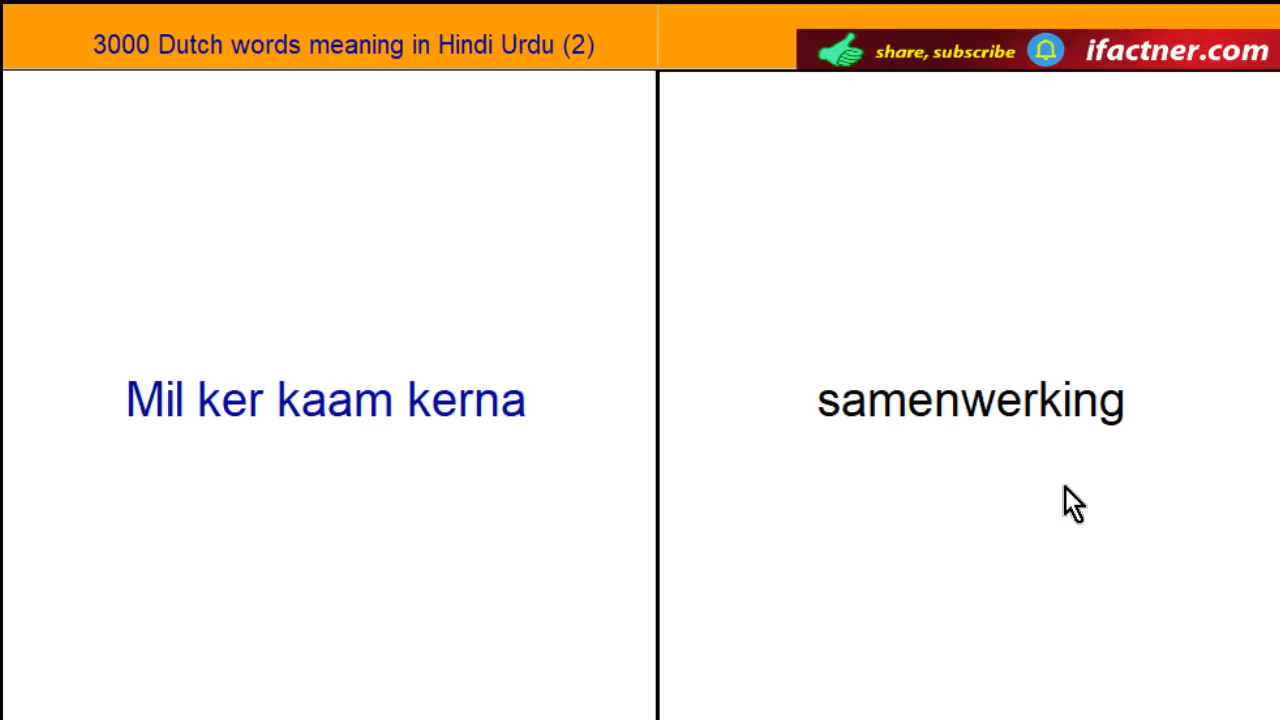 3000 Dutch words meaning in Hindi Urdu (2)
share, subscribe
ifactner.com
Mil ker kaam kerna
samenwerking